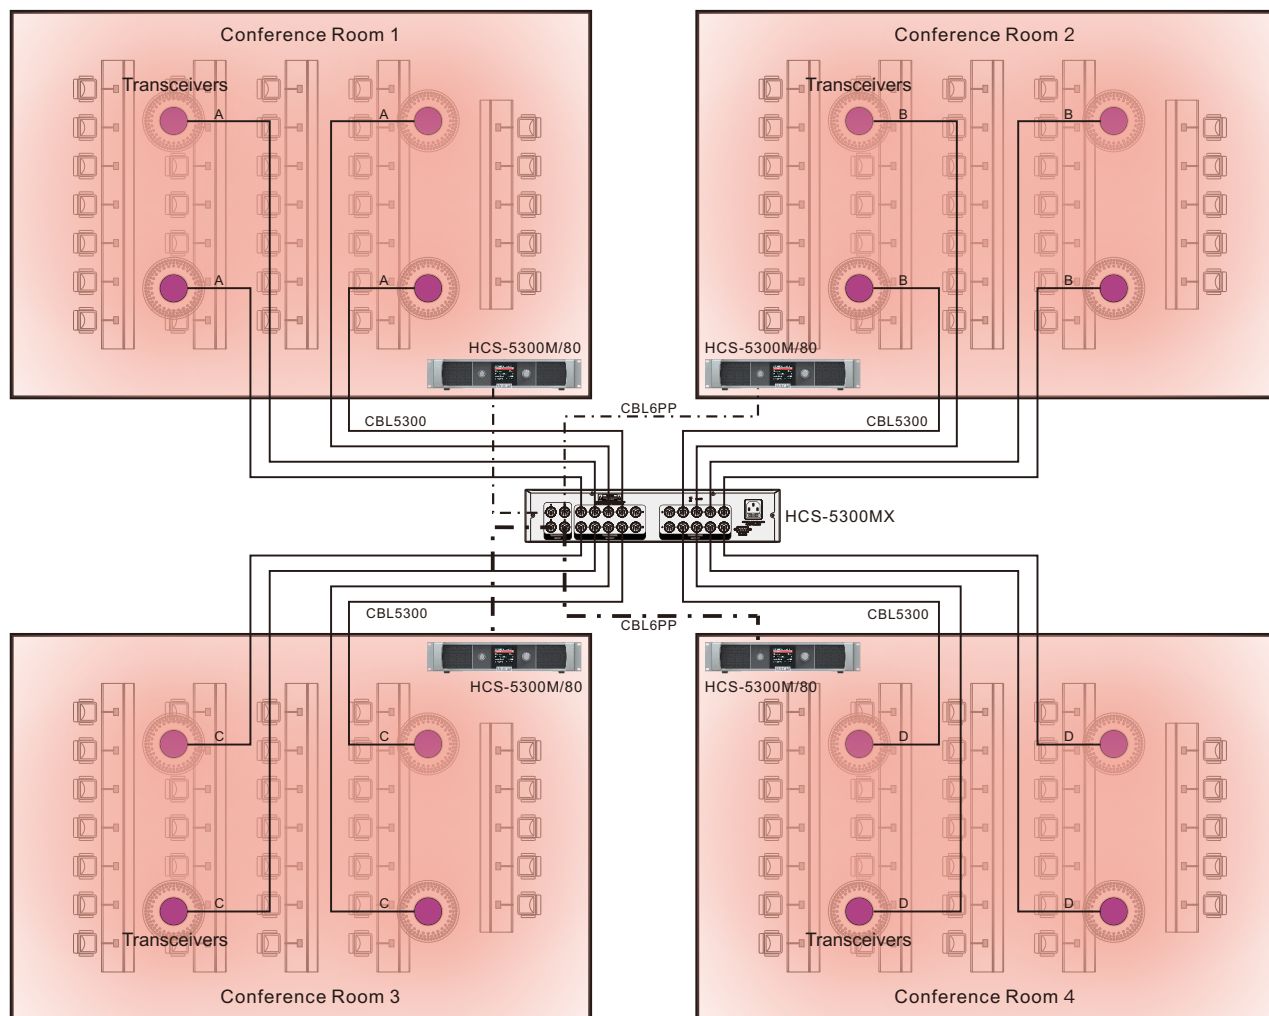 Conference Room 1
Conference Room 2
Transceivers
Transceivers
A
A
B
B
A
A
B
B
HCS-5300M/80
HCS-5300M/80
CBL6PP
CBL5300
CBL5300
HCS-5300MX
CBL5300
CBL6PP
CBL5300
HCS-5300M/80
HCS-5300M/80
C
C
D
D
C
C
D
D
Transceivers
Transceivers
Conference Room 3
Conference Room 4